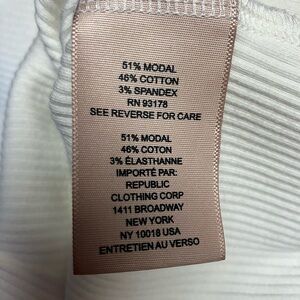 51% MODAL
46% COTTON
3% SPANDEX
RN 93178
SEE REVERSE FOR CARE
51% MODAL
46% COTON
3% ÉLASTHANNE
IMPORTÉ PAR:
REPUBLIC
CLOTHING CORP
1411 BROADWAY
NEW YORK
NY 10018 USA
ENTRETIEN AU VERSO